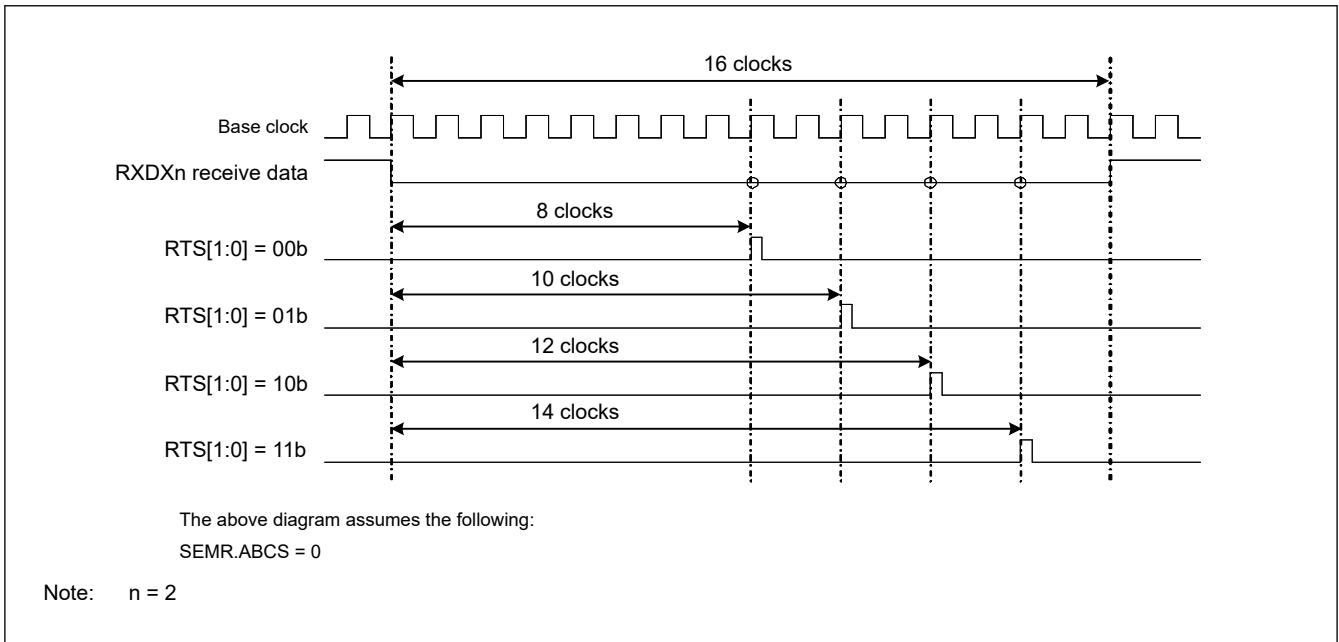 16 clocks
Base clock
RXDXn receive data
8 clocks
RTS[1:0] = 00b
10 clocks
RTS[1:0] = 01b
12 clocks
RTS[1:0] = 10b
14 clocks
RTS[1:0] = 11b
The above diagram assumes the following:
SEMR.ABCS = 0
Note: n = 2